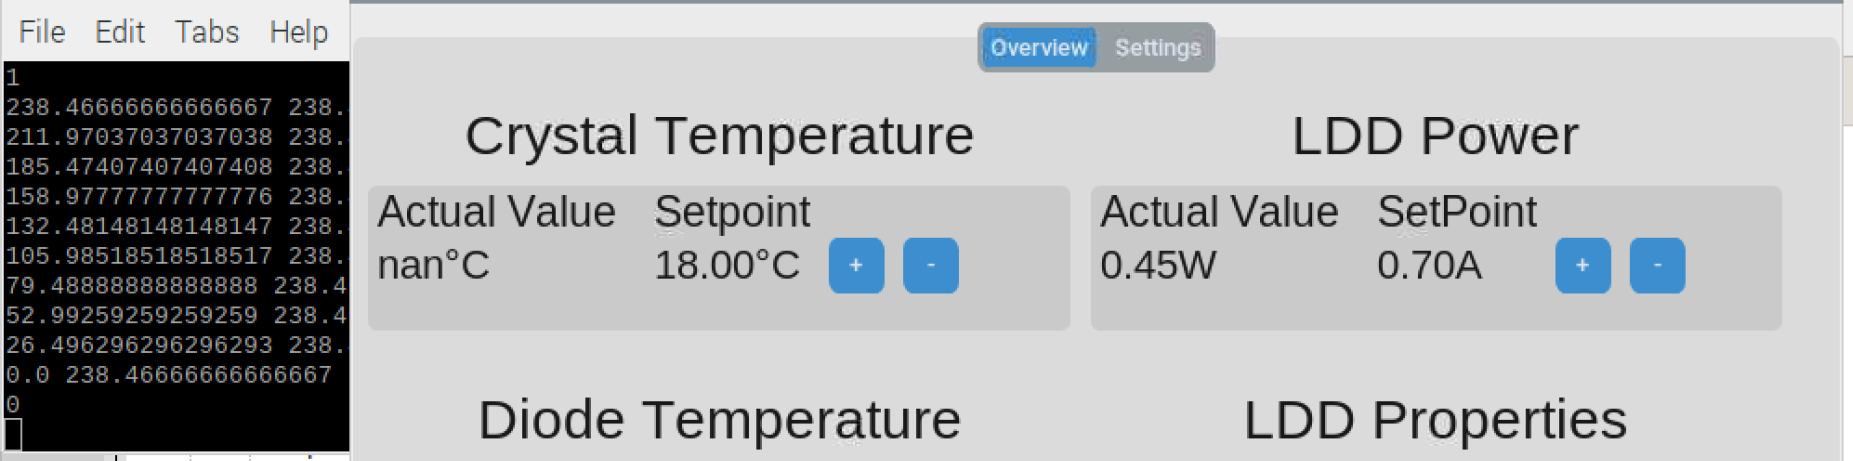 File Edit Tabs Help
1
238.46666666666667 238.
211.97037037037038 238.
185.47407407407408 238.
158.97777777777776 238.
132.48148148148147 238.
105.98518518518517 238.
79.48888888888888 238.4
52.99259259259259 238.4
26.496296296296293 238.
0.0 238.46666666666667
0
Overview Settings
Crystal Temperature
Actual Value Setpoint
nan°C 18.00°C + -
LDD Power
Actual Value SetPoint
0.45W 0.70A + -
Diode Temperature
LDD Properties